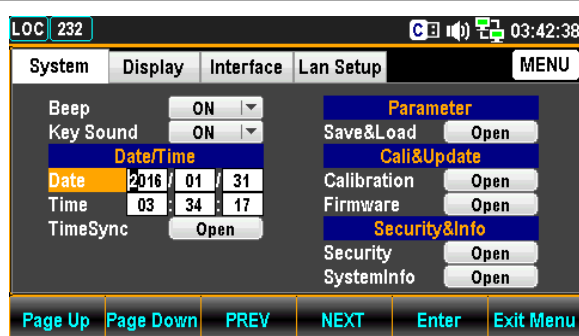 LOC 232 C 03:42:38
System Display Interface Lan Setup MENU
Beep ON
Key Sound ON
Date/Time
Date 2016 / 01 / 31
Time 03 : 34 : 17
TimeSync Open
Parameter
Save&Load Open
Cali&Update
Calibration Open
Firmware Open
Security&Info
Security Open
SystemInfo Open
Page Up Page Down PREV NEXT Enter Exit Menu